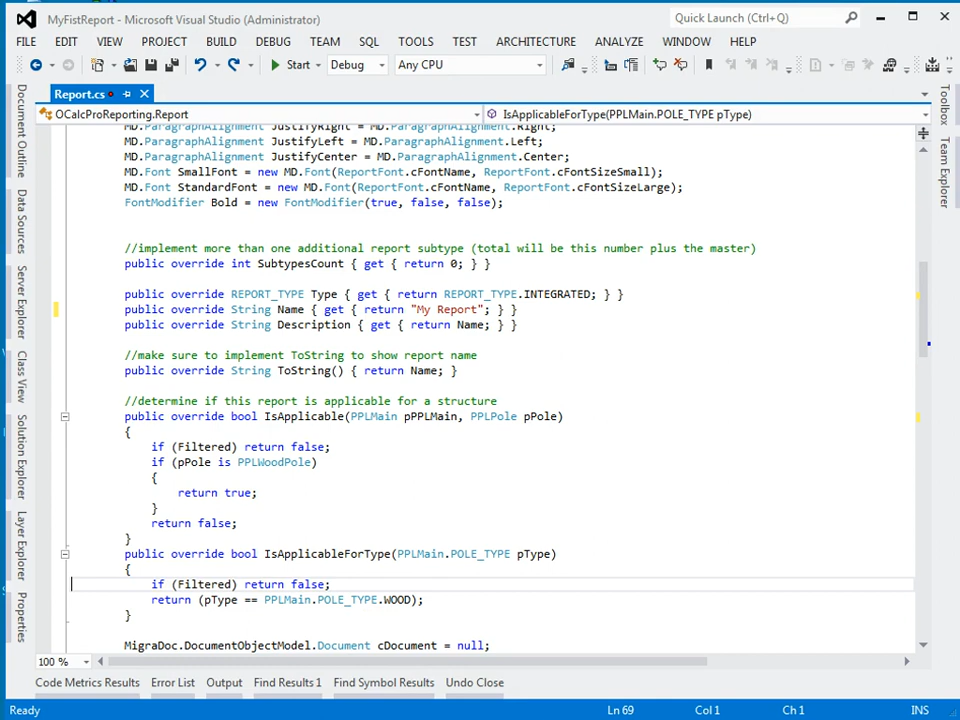 MyFistReport - Microsoft Visual Studio (Administrator)
Quick Launch (Ctrl+Q)
FILE EDIT VIEW PROJECT BUILD DEBUG TEAM SQL TOOLS TEST ARCHITECTURE ANALYZE WINDOW HELP
Start Debug Any CPU
Report.cs
OCalcProReporting.Report
IsApplicableForType(PPLMain.POLE_TYPE pType)
MD.ParagraphAlignment JustifyRight = MD.ParagraphAlignment.Right;
MD.ParagraphAlignment JustifyLeft = MD.ParagraphAlignment.Left;
MD.ParagraphAlignment JustifyCenter = MD.ParagraphAlignment.Center;
MD.Font SmallFont = new MD.Font(ReportFont.cFontName, ReportFont.cFontSizeSmall);
MD.Font StandardFont = new MD.Font(ReportFont.cFontName, ReportFont.cFontSizeLarge);
FontModifier Bold = new FontModifier(true, false, false);
//implement more than one additional report subtype (total will be this number plus the master)
public override int SubtypesCount { get { return 0; } }
public override REPORT_TYPE Type { get { return REPORT_TYPE.INTEGRATED; } }
public override String Name { get { return "My Report"; } }
public override String Description { get { return Name; } }
//make sure to implement ToString to show report name
public override String ToString() { return Name; }
//determine if this report is applicable for a structure
public override bool IsApplicable(PPLMain pPPLMain, PPLPole pPole)
{
if (Filtered) return false;
if (pPole is PPLWoodPole)
{
return true;
}
return false;
}
public override bool IsApplicableForType(PPLMain.POLE_TYPE pType)
{
if (Filtered) return false;
return (pType == PPLMain.POLE_TYPE.WOOD);
}
MigraDoc.DocumentObjectModel.Document cDocument = null;
100 %
Code Metrics Results Error List Output Find Results 1 Find Symbol Results Undo Close
Ready Ln 69 Col 1 Ch 1 INS
Document Outline
Data Sources
Server Explorer
Class View
Solution Explorer
Layer Explorer
Properties
Toolbox
Team Explorer